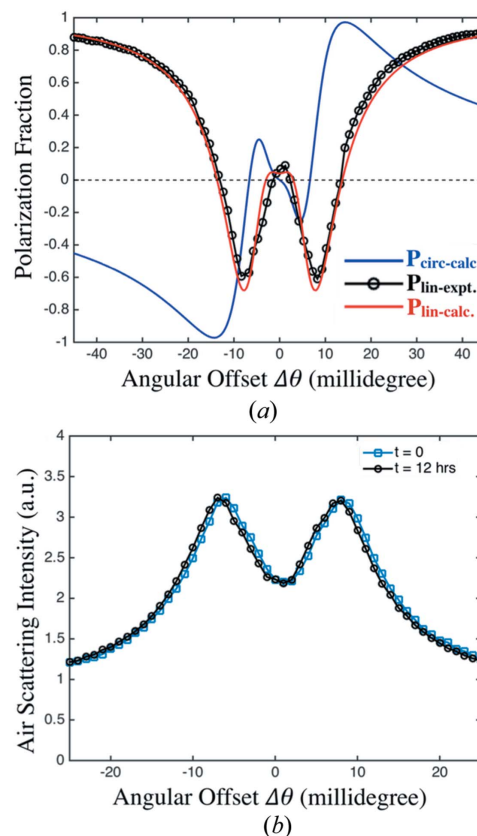 1
0.8
0.6
0.4
0.2
0
-0.2
-0.4
-0.6
-0.8
-1
Polarization Fraction
P circ-calc
P lin-expt.
P lin-calc.
-40 -30 -20 -10 0 10 20 30 40
Angular Offset Δθ (millidegree)
(a)
4
3.5
3
2.5
2
1.5
1
0.5
0
Air Scattering Intensity (a.u.)
t = 0
t = 12 hrs
-20 -10 0 10 20
Angular Offset Δθ (millidegree)
(b)